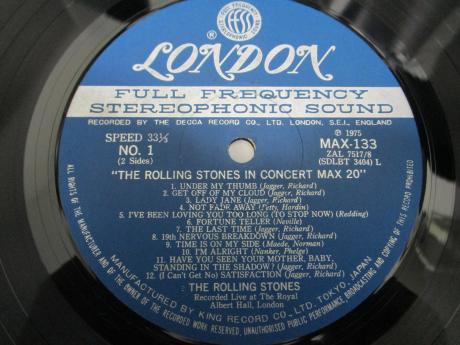 FULL FREQUENCY RANGE RECORDING
LONDON
®
FULL FREQUENCY
STEREOPHONIC SOUND
RECORDED BY THE DECCA RECORD CO., LTD. LONDON, S.E.I., ENGLAND
SPEED 33⅓
℗ 1975
NO. 1
MAX-133
(2 Sides)
ZAL 7517/8
(SDLBT 3404) L
"THE ROLLING STONES IN CONCERT MAX 20"
1. UNDER MY THUMB (Jagger, Richard)
2. GET OFF OF MY CLOUD (Jagger, Richard)
3. LADY JANE (Jagger, Richard)
4. NOT FADE AWAY (Petty, Hardin)
5. I'VE BEEN LOVING YOU TOO LONG (TO STOP NOW) (Redding)
6. FORTUNE TELLER (Neville)
7. THE LAST TIME (Jagger, Richard)
8. 19th NERVOUS BREAKDOWN (Jagger, Richard)
9. TIME IS ON MY SIDE (Maede, Norman)
10. I'M ALRIGHT (Nanker, Phelge)
11. HAVE YOU SEEN YOUR MOTHER, BABY,
STANDING IN THE SHADOW? (Jagger, Richard)
12. (I Can't Get No) SATISFACTION (Jagger, Richard)
THE ROLLING STONES
Recorded Live at The Royal
Albert Hall, London
MANUFACTURED BY KING RECORD CO., LTD. TOKYO, JAPAN
ALL RIGHTS OF THE MANUFACTURER AND OF THE OWNER OF THE RECORDED WORK RESERVED, UNAUTHORISED PUBLIC PERFORMANCE, BROADCASTING AND COPYING OF THIS RECORD PROHIBITED